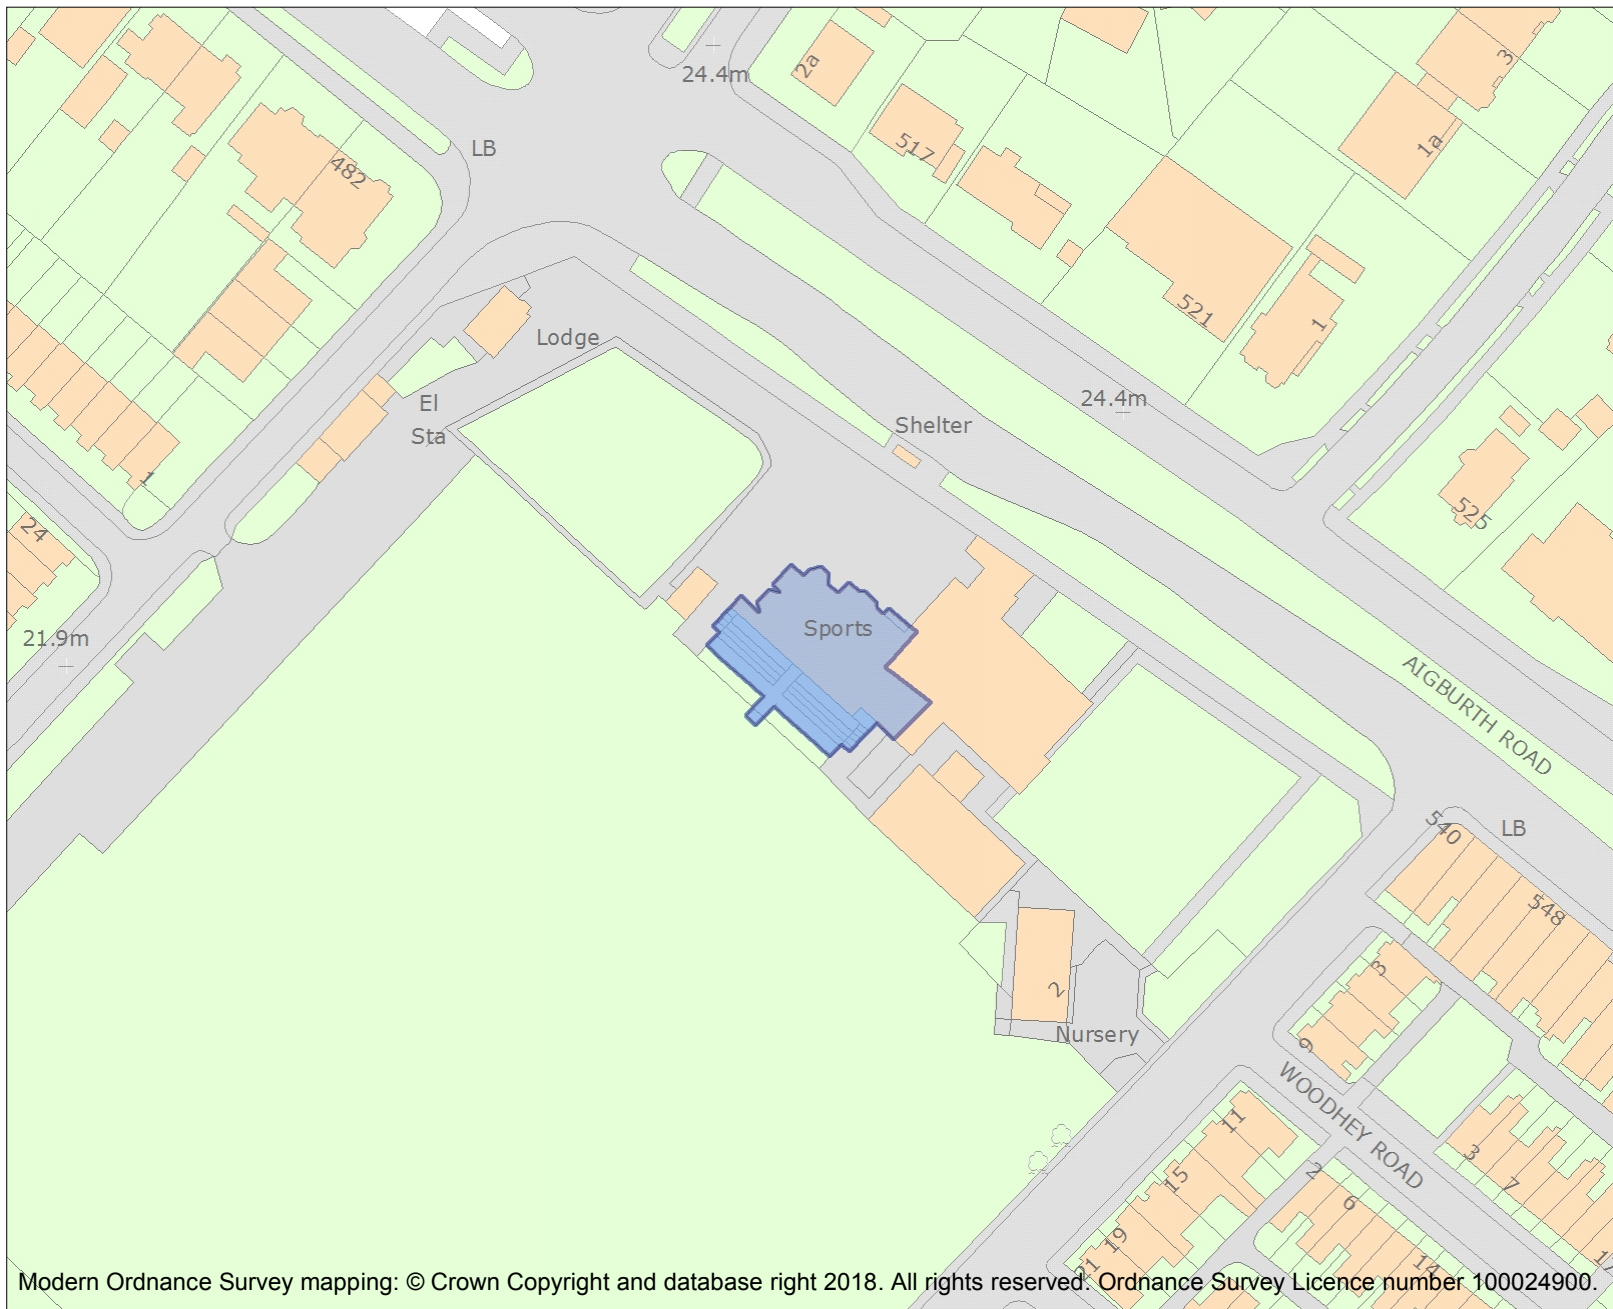 24.4m
2a
3
LB
482
517
1a
521
1
Lodge
El
Sta
24.4m
Shelter
1
525
24
21.9m
Sports
AIGBURTH ROAD
540
LB
548
2
3
Nursery
9
WOODHEY ROAD
11
15
19
21
2
6
14
3
7
Modern Ordnance Survey mapping: © Crown Copyright and database right 2018. All rights reserved. Ordnance Survey Licence number 100024900.